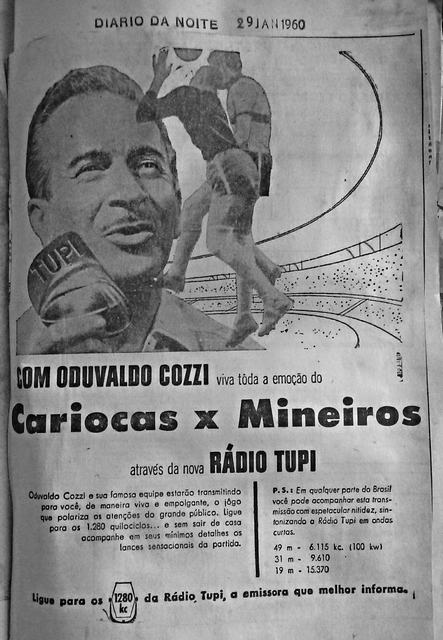 DIARIO DA NOITE 29 JAN 1960
TUPI
COM ODUVALDO COZZI viva tôda a emoção do
Cariocas x Mineiros
através da nova RÁDIO TUPI
Oduvaldo Cozzi e sua famosa equipe estarão transmitindo
para você, de maneira viva e empolgante, o jôgo
que polariza as atenções do grande público. Ligue
para os 1.280 quilociclos... e sem sair de casa
acompanhe em seus mínimos detalhes os
lances sensacionais da partida.
P. S.: Em qualquer parte do Brasil
você pode acompanhar esta trans-
missão com espetacular nitidez, sin-
tonizando a Rádio Tupi em ondas
curtas.
49 m - 6.115 kc. (100 kw)
31 m - 9.610
19 m - 15.370
Ligue para os 1280 kc da Rádio Tupi, a emissora que melhor informa.